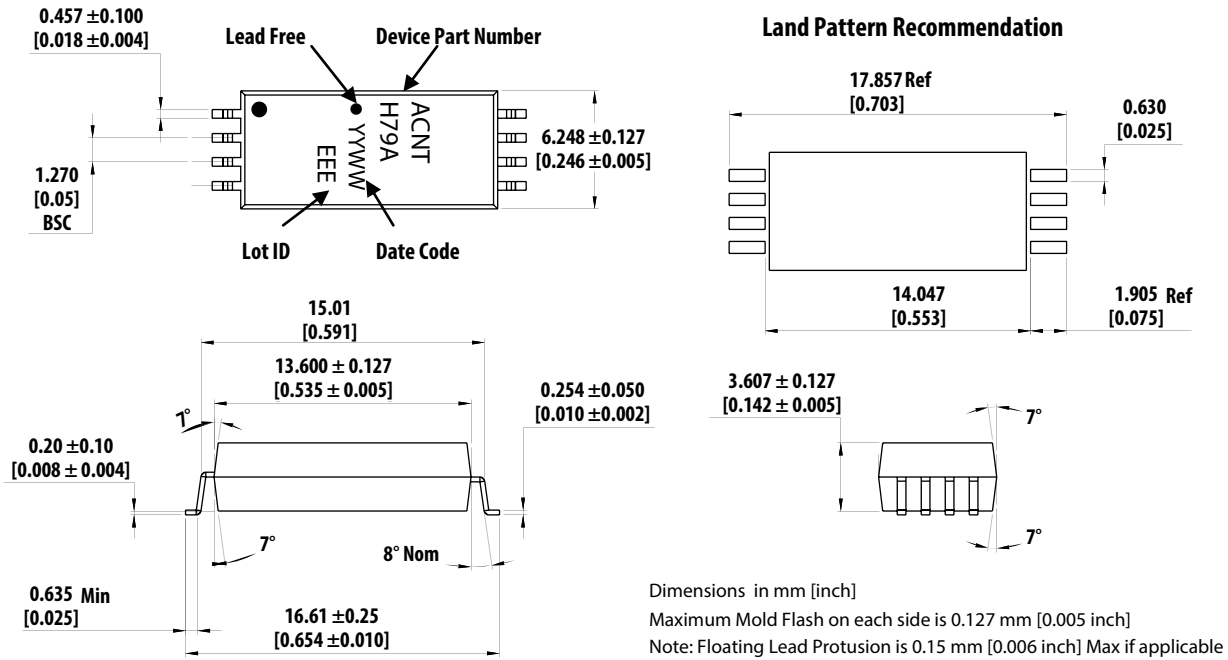 0.457 ±0.100
[0.018 ±0.004]
Lead Free
Device Part Number
ACNT
H79A
YYWW
EEE
6.248 ±0.127
[0.246 ±0.005]
1.270
[0.05]
BSC
Lot ID
Date Code
Land Pattern Recommendation
17.857 Ref
[0.703]
0.630
[0.025]
14.047
[0.553]
1.905 Ref
[0.075]
15.01
[0.591]
13.600 ± 0.127
[0.535 ± 0.005]
0.254 ±0.050
[0.010 ±0.002]
7°
0.20 ±0.10
[0.008 ± 0.004]
7°
8° Nom
0.635 Min
[0.025]
16.61 ±0.25
[0.654 ±0.010]
3.607 ± 0.127
[0.142 ± 0.005]
7°
7°
Dimensions in mm [inch]
Maximum Mold Flash on each side is 0.127 mm [0.005 inch]
Note: Floating Lead Protusion is 0.15 mm [0.006 inch] Max if applicable